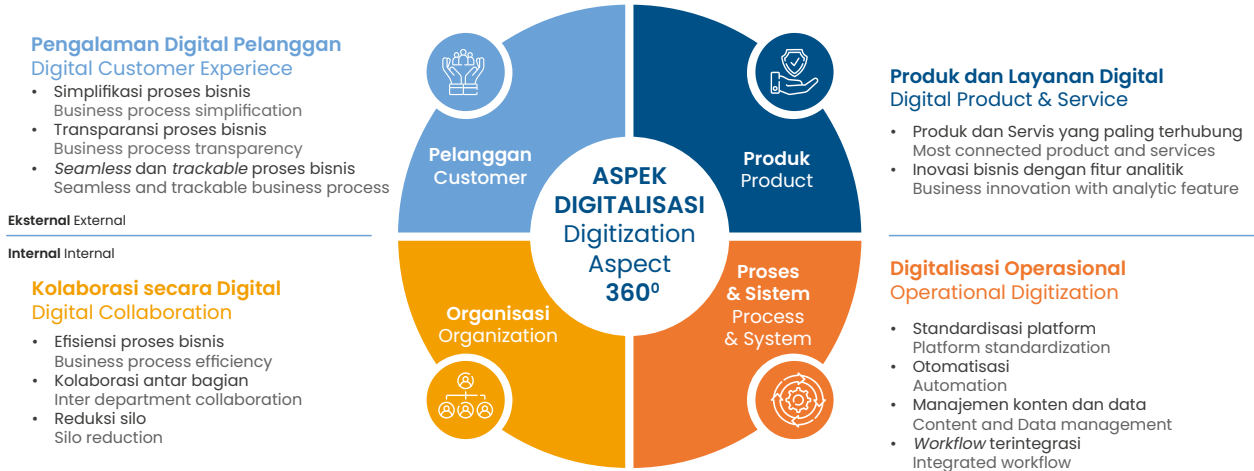 Pengalaman Digital Pelanggan
Digital Customer Experiece
• Simplifikasi proses bisnis
Business process simplification
• Transparansi proses bisnis
Business process transparency
• Seamless dan trackable proses bisnis
Seamless and trackable business process
Eksternal External
Internal Internal
Kolaborasi secara Digital
Digital Collaboration
• Efisiensi proses bisnis
Business process efficiency
• Kolaborasi antar bagian
Inter department collaboration
• Reduksi silo
Silo reduction
Pelanggan
Customer
Produk
Product
ASPEK
DIGITALISASI
Digitization
Aspect
360⁰
Organisasi
Organization
Proses
& Sistem
Process
& System
Produk dan Layanan Digital
Digital Product & Service
• Produk dan Servis yang paling terhubung
Most connected product and services
• Inovasi bisnis dengan fitur analitik
Business innovation with analytic feature
Digitalisasi Operasional
Operational Digitization
• Standardisasi platform
Platform standardization
• Otomatisasi
Automation
• Manajemen konten dan data
Content and Data management
• Workflow terintegrasi
Integrated workflow